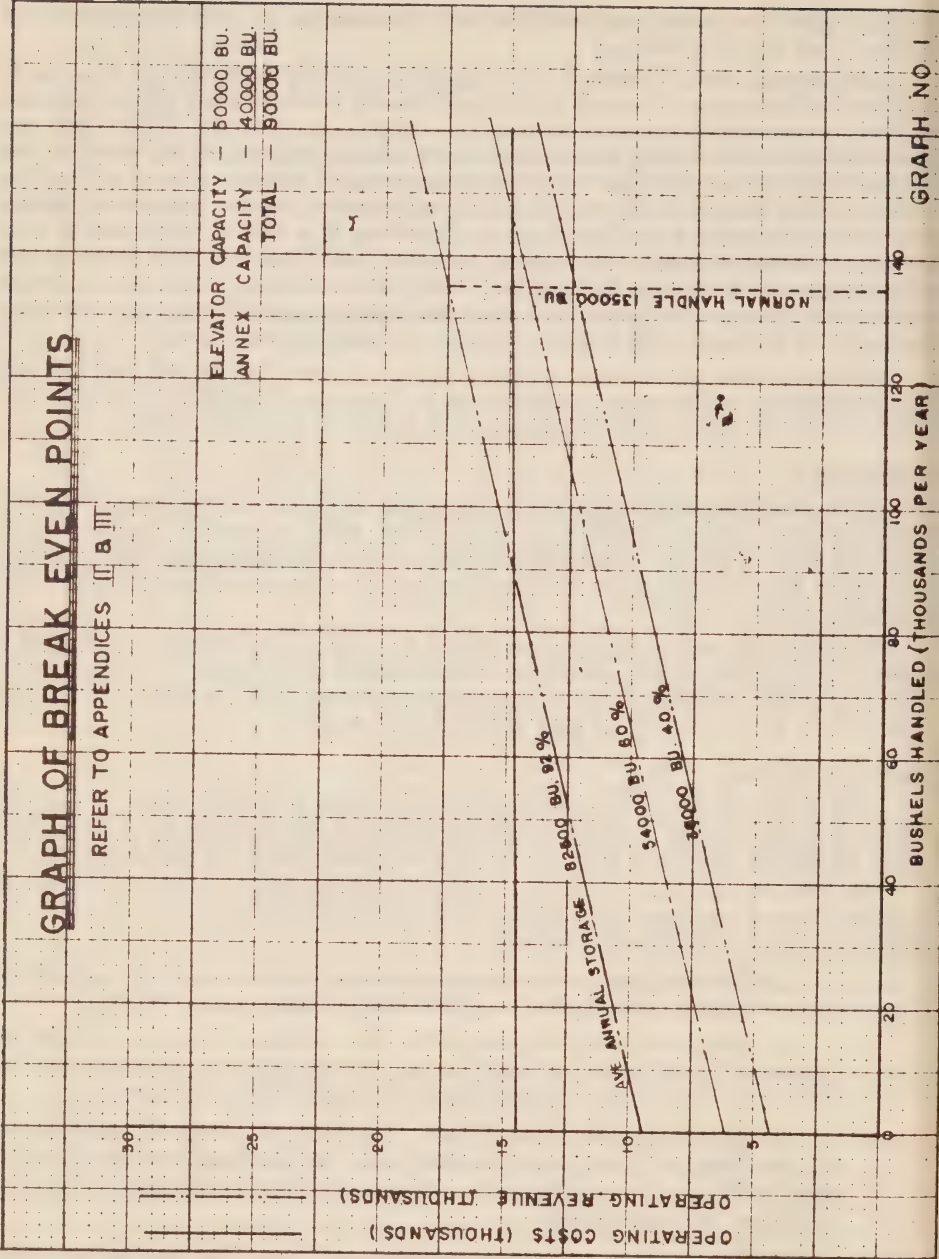 GRAPH OF BREAK EVEN POINTS
REFER TO APPENDICES II & III
ELEVATOR CAPACITY — 50000 BU.
ANNEX CAPACITY — 40000 BU.
TOTAL — 90000 BU.
OPERATING COSTS (THOUSANDS)
OPERATING REVENUE (THOUSANDS)
30
25
20
15
10
5
0
AVE ANNUAL STORAGE 82800 BU. 92%
54000 BU. 60%
36000 BU. 40%
NORMAL HANDLE 135000 BU.
20
40
60
80
100
120
140
BUSHELS HANDLED (THOUSANDS PER YEAR)
GRAPH NO. 1